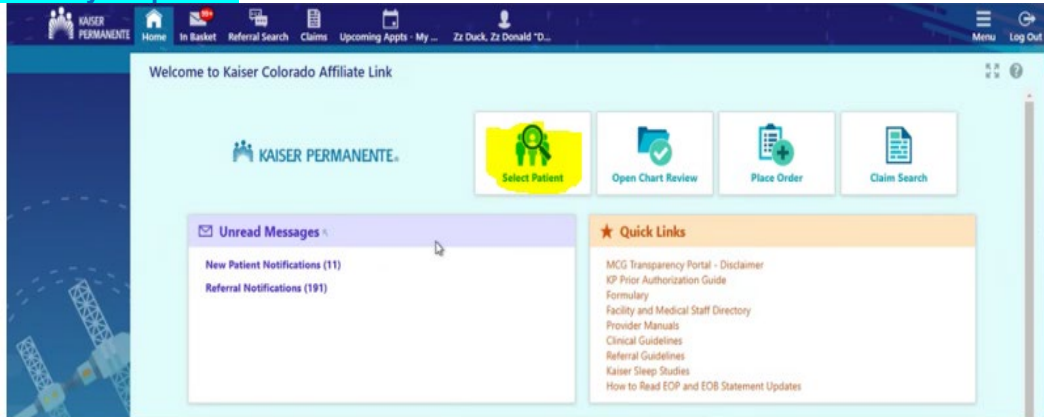 KAISER
PERMANENTE
Home
99+
In Basket
Referral Search
Claims
Upcoming Appts - My ...
Zz Duck, Zz Donald "D...
Menu
Log Out
Welcome to Kaiser Colorado Affiliate Link
KAISER PERMANENTE®
Select Patient
Open Chart Review
Place Order
Claim Search
Unread Messages
New Patient Notifications (11)
Referral Notifications (191)
Quick Links
MCG Transparency Portal - Disclaimer
KP Prior Authorization Guide
Formulary
Facility and Medical Staff Directory
Provider Manuals
Clinical Guidelines
Referral Guidelines
Kaiser Sleep Studies
How to Read EOP and EOB Statement Updates